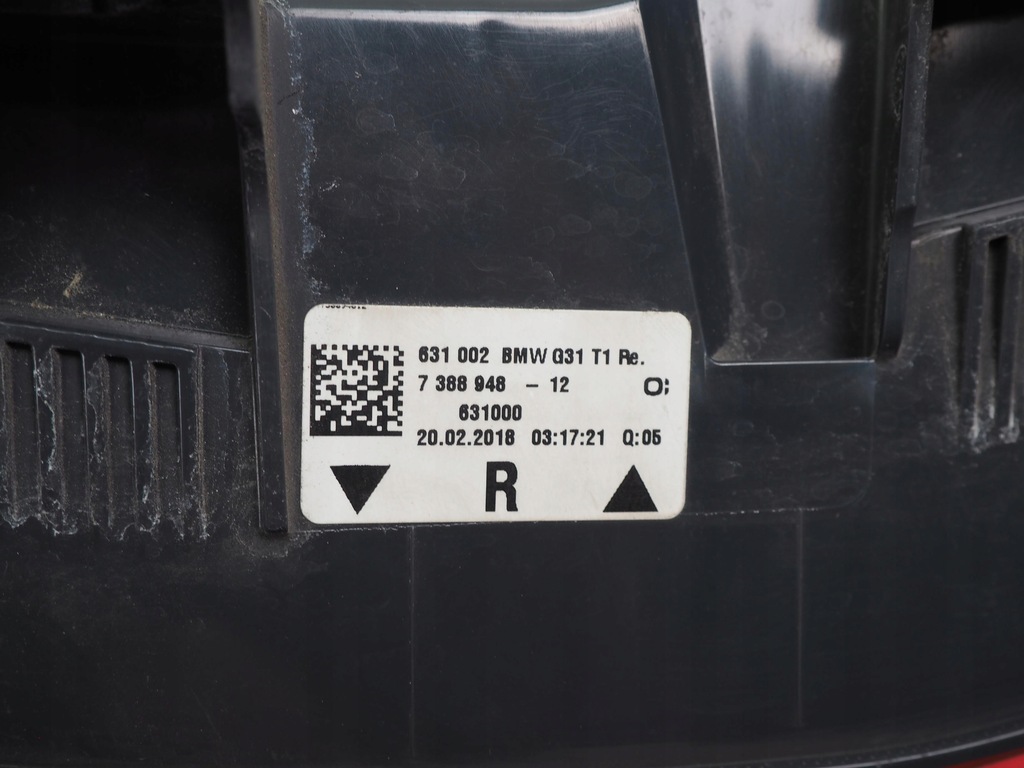 631 002 BMW G31 T1 Re.
7 388 948 - 12 O;
631000
20.02.2018 03:17:21 Q:05
R